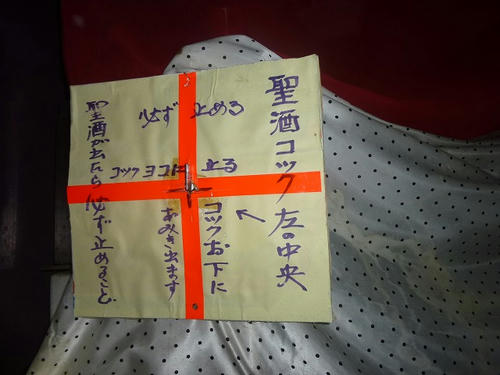 聖酒コック左の中央
必ず 止める
コックヨコに 止る
コックお下に
おみき出ます
聖酒が出たら必ず止めること